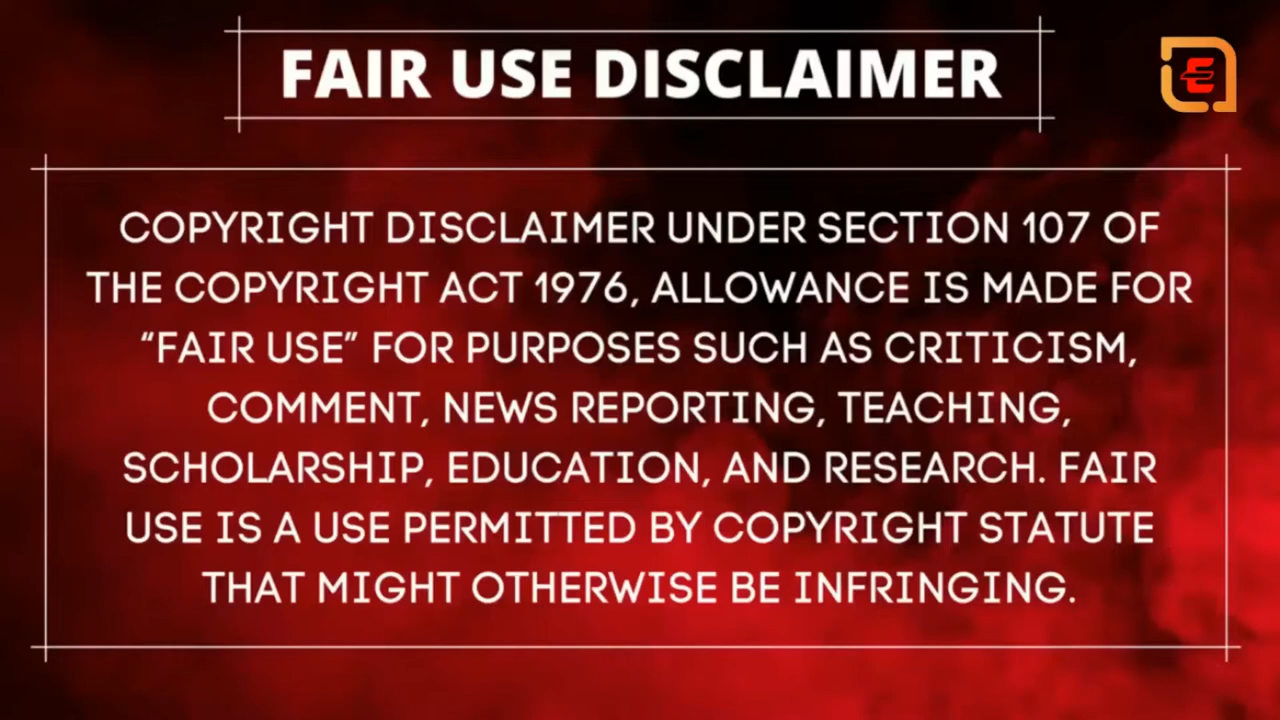 FAIR USE DISCLAIMER
COPYRIGHT DISCLAIMER UNDER SECTION 107 OF
THE COPYRIGHT ACT 1976, ALLOWANCE IS MADE FOR
“FAIR USE” FOR PURPOSES SUCH AS CRITICISM,
COMMENT, NEWS REPORTING, TEACHING,
SCHOLARSHIP, EDUCATION, AND RESEARCH. FAIR
USE IS A USE PERMITTED BY COPYRIGHT STATUTE
THAT MIGHT OTHERWISE BE INFRINGING.